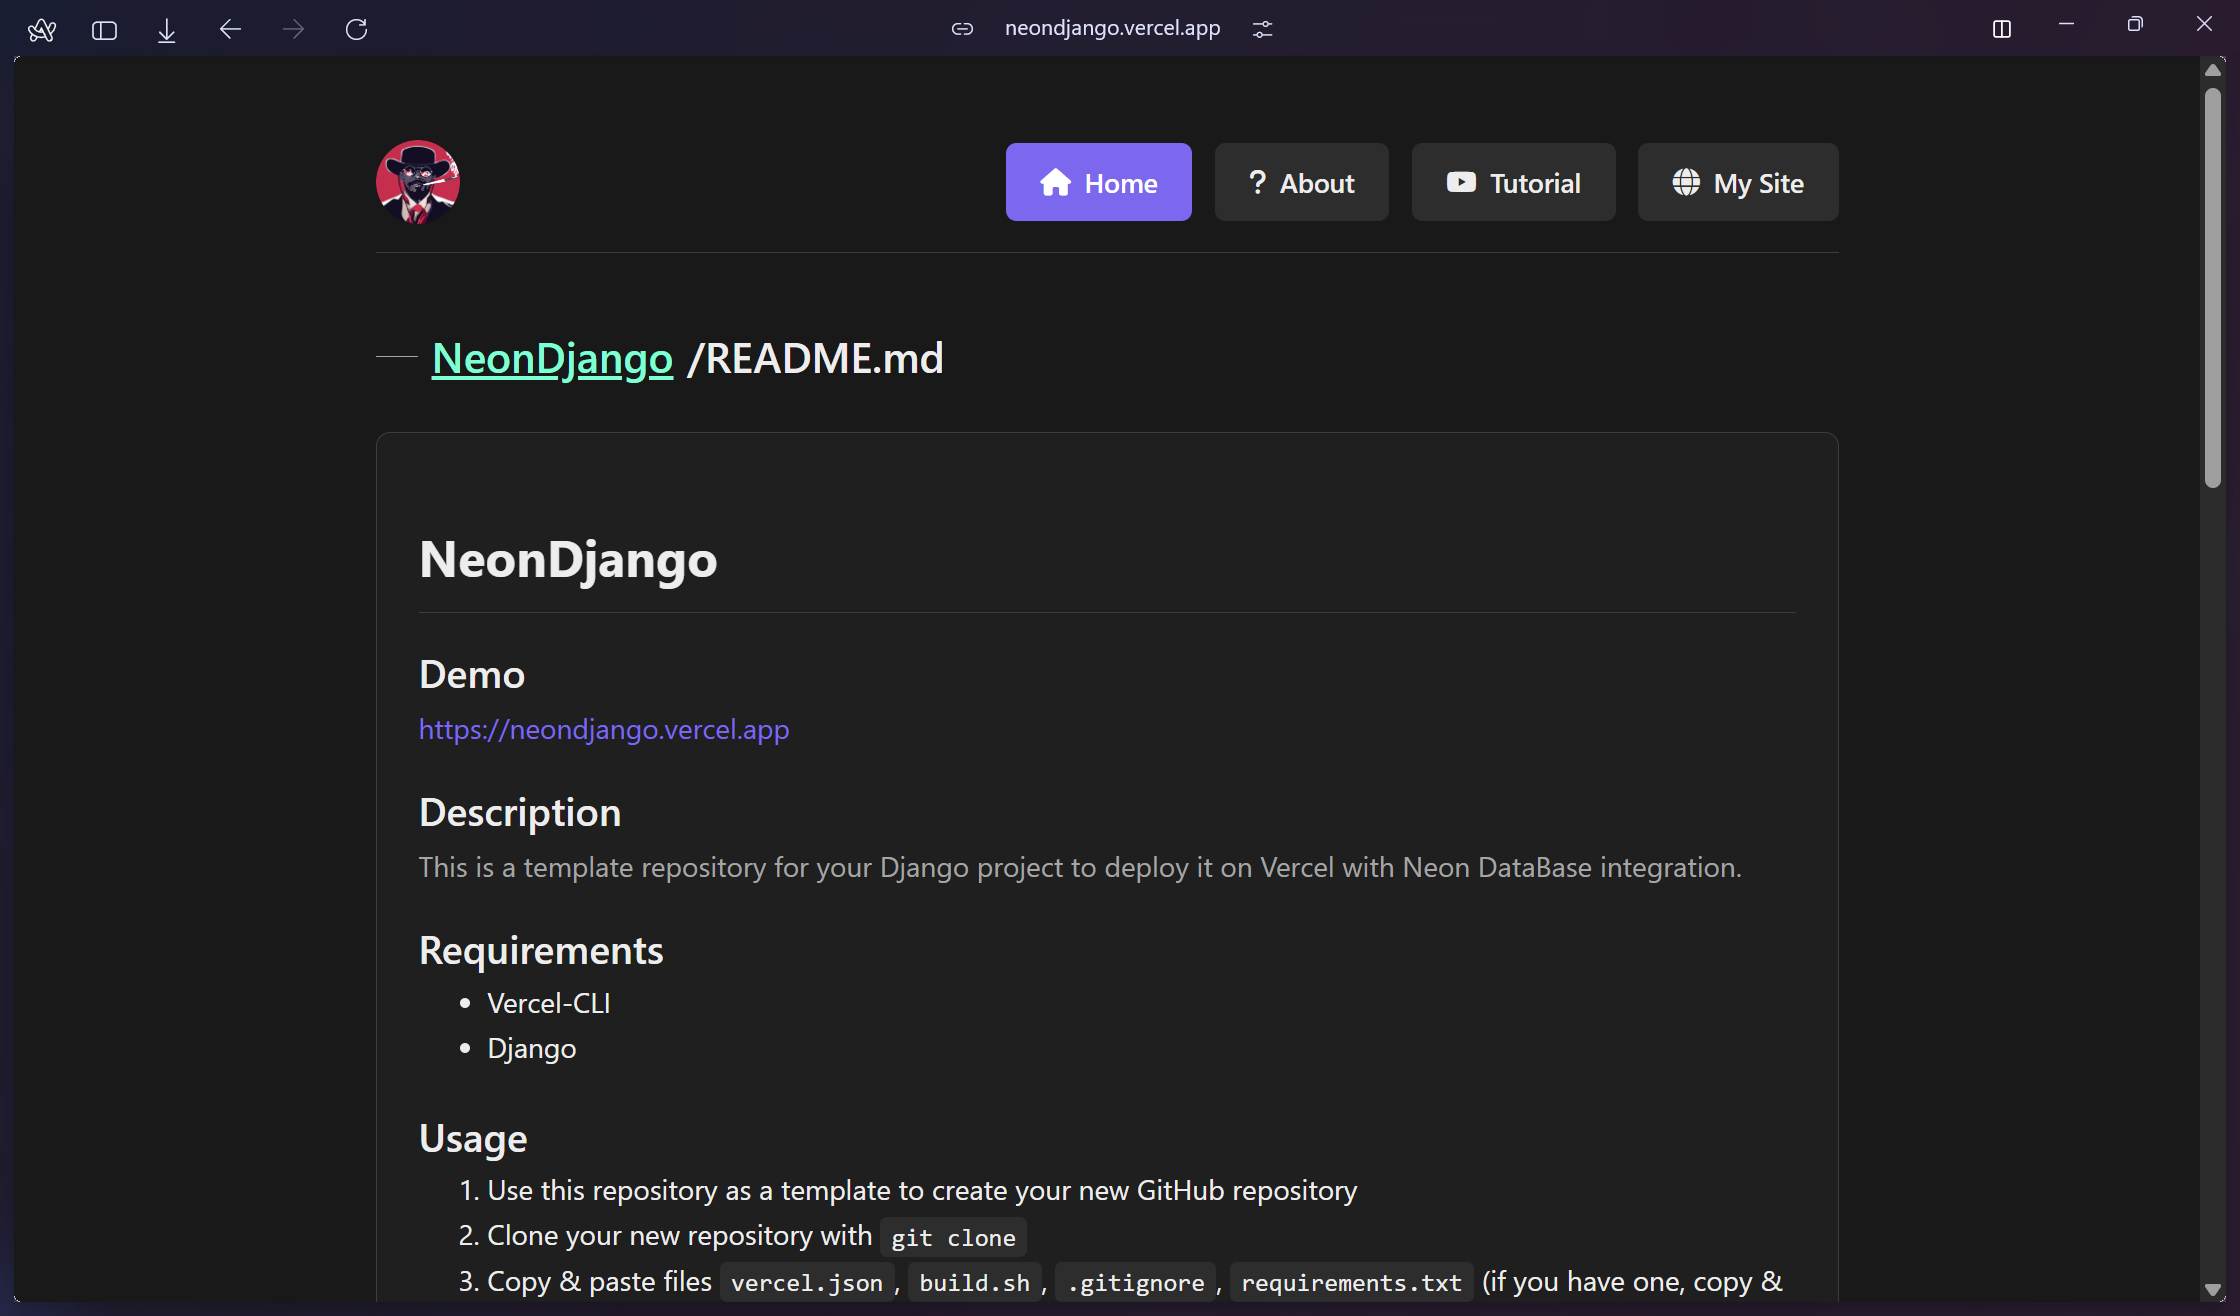 neondjango.vercel.app
Home
? About
Tutorial
My Site
NeonDjango /README.md
NeonDjango
Demo
https://neondjango.vercel.app
Description
This is a template repository for your Django project to deploy it on Vercel with Neon DataBase integration.
Requirements
• Vercel-CLI
• Django
Usage
1. Use this repository as a template to create your new GitHub repository
2. Clone your new repository with git clone
3. Copy & paste files vercel.json, build.sh, .gitignore, requirements.txt (if you have one, copy &